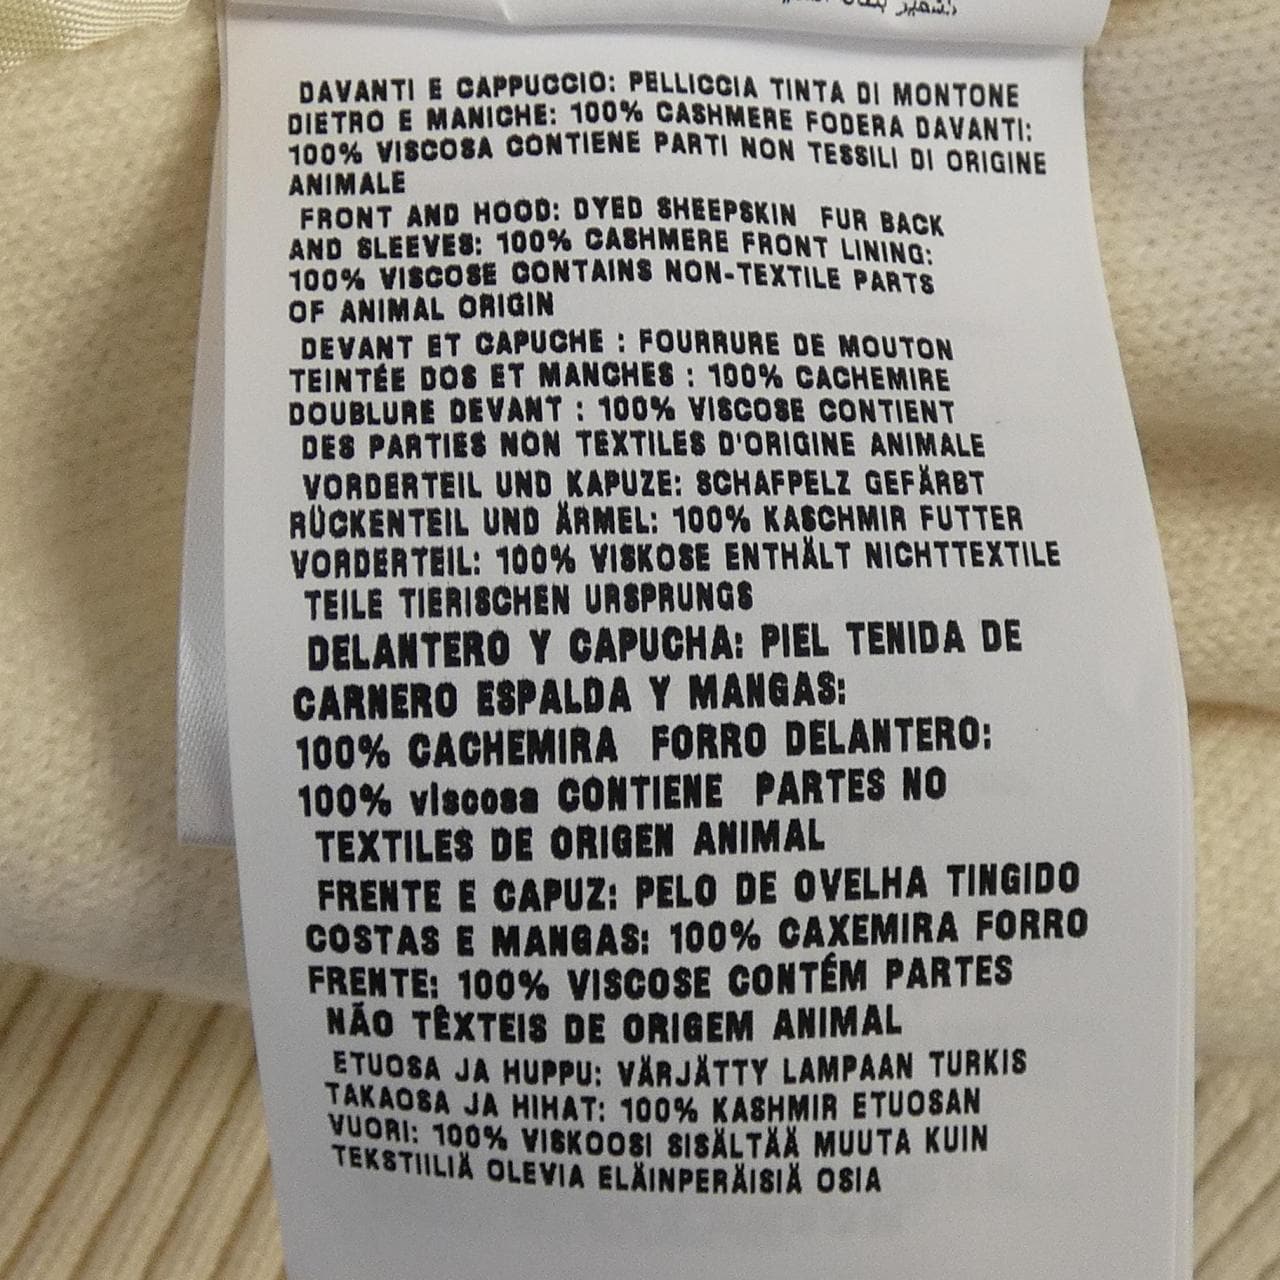 DAVANTI E CAPPUCCIO: PELLICCIA TINTA DI MONTONE
DIETRO E MANICHE: 100% CASHMERE FODERA DAVANTI:
100% VISCOSA CONTIENE PARTI NON TESSILI DI ORIGINE
ANIMALE
FRONT AND HOOD: DYED SHEEPSKIN FUR BACK
AND SLEEVES: 100% CASHMERE FRONT LINING:
100% VISCOSE CONTAINS NON-TEXTILE PARTS
OF ANIMAL ORIGIN
DEVANT ET CAPUCHE : FOURRURE DE MOUTON
TEINTÉE DOS ET MANCHES : 100% CACHEMIRE
DOUBLURE DEVANT : 100% VISCOSE CONTIENT
DES PARTIES NON TEXTILES D'ORIGINE ANIMALE
VORDERTEIL UND KAPUZE: SCHAFPELZ GEFÄRBT
RÜCKENTEIL UND ÄRMEL: 100% KASCHMIR FUTTER
VORDERTEIL: 100% VISKOSE ENTHÄLT NICHTTEXTILE
TEILE TIERISCHEN URSPRUNGS
DELANTERO Y CAPUCHA: PIEL TENIDA DE
CARNERO ESPALDA Y MANGAS:
100% CACHEMIRA FORRO DELANTERO:
100% viscosa CONTIENE PARTES NO
TEXTILES DE ORIGEN ANIMAL
FRENTE E CAPUZ: PELO DE OVELHA TINGIDO
COSTAS E MANGAS: 100% CAXEMIRA FORRO
FRENTE: 100% VISCOSE CONTÉM PARTES
NÃO TÊXTEIS DE ORIGEM ANIMAL
ETUOSA JA HUPPU: VÄRJÄTTY LAMPAAN TURKIS
TAKAOSA JA HIHAT: 100% KASHMIR ETUOSAN
VUORI: 100% VISKOOSI SISÄLTÄÄ MUUTA KUIN
TEKSTIILIÄ OLEVIA ELÄINPERÄISIÄ OSIA